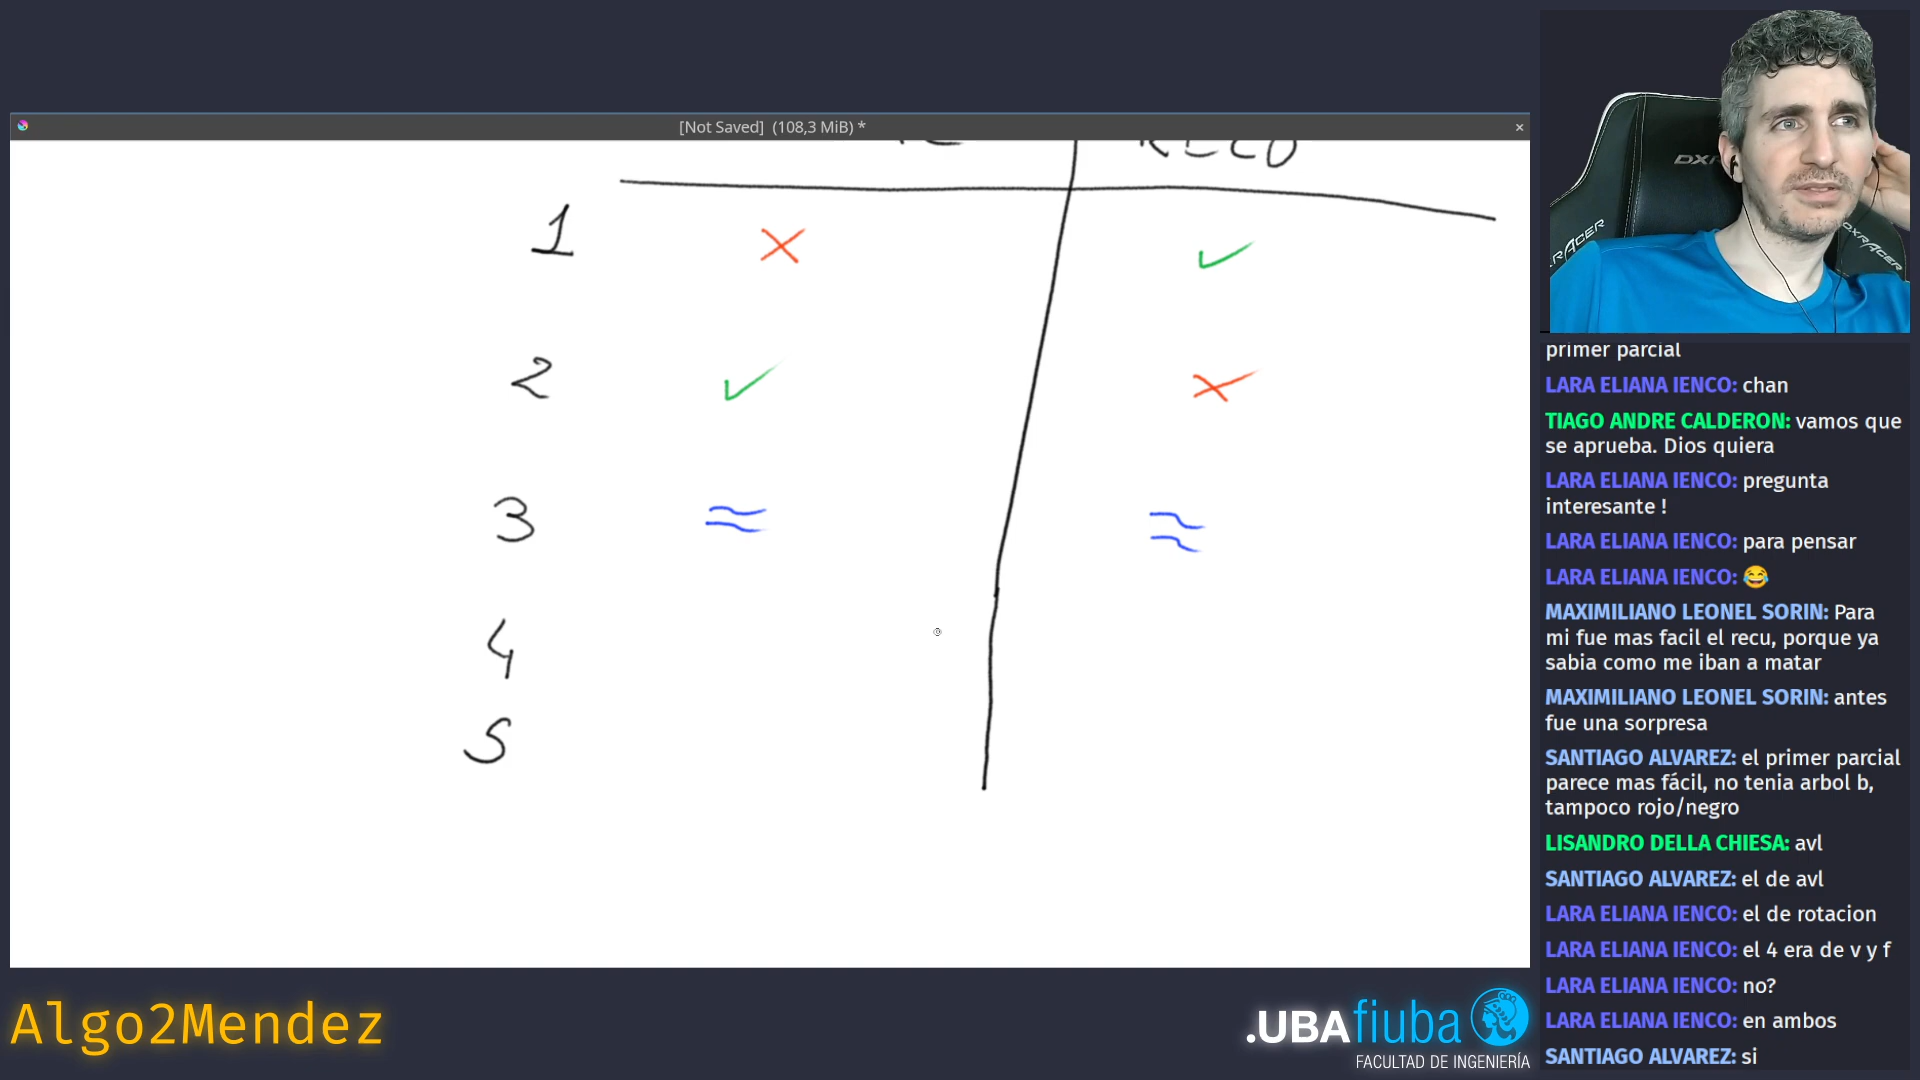 [Not Saved] (108,3 MiB) *
×
RECU
1
2
3
4
5
DXRACER
DXRACER
primer parcial
LARA ELIANA IENCO: chan
TIAGO ANDRE CALDERON: vamos que
se aprueba. Dios quiera
LARA ELIANA IENCO: pregunta
interesante !
LARA ELIANA IENCO: para pensar
LARA ELIANA IENCO: 😂
MAXIMILIANO LEONEL SORIN: Para
mi fue mas facil el recu, porque ya
sabia como me iban a matar
MAXIMILIANO LEONEL SORIN: antes
fue una sorpresa
SANTIAGO ALVAREZ: el primer parcial
parece mas fácil, no tenia arbol b,
tampoco rojo/negro
LISANDRO DELLA CHIESA: avl
SANTIAGO ALVAREZ: el de avl
LARA ELIANA IENCO: el de rotacion
LARA ELIANA IENCO: el 4 era de v y f
LARA ELIANA IENCO: no?
LARA ELIANA IENCO: en ambos
SANTIAGO ALVAREZ: si
Algo2Mendez
.UBAfiuba
FACULTAD DE INGENIERÍA